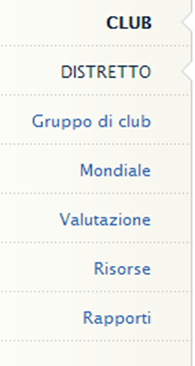 CLUB
DISTRETTO
Gruppo di club
Mondiale
Valutazione
Risorse
Rapporti